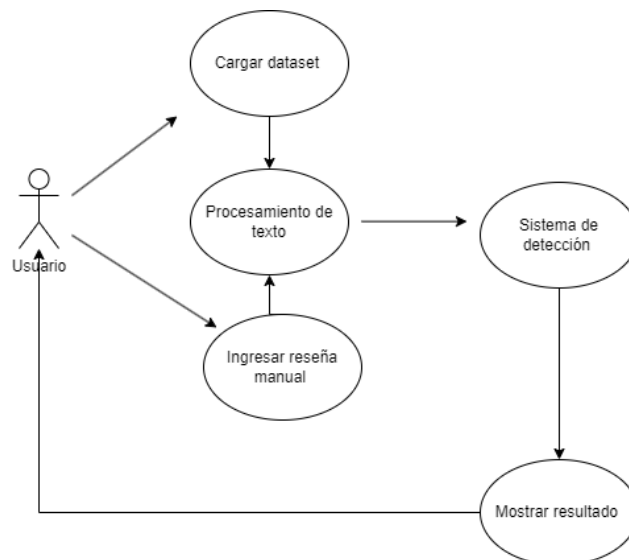 Cargar dataset
Procesamiento de
texto
Sistema de
detección
Usuario
Ingresar reseña
manual
Mostrar resultado